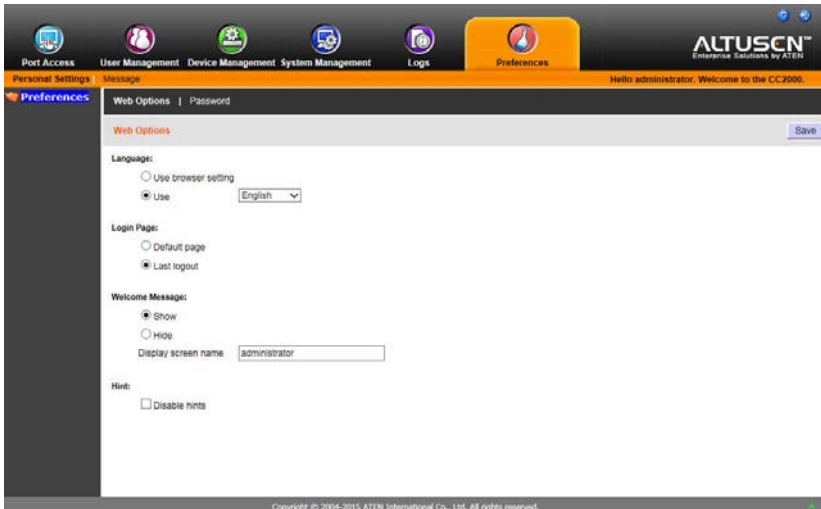 Port Access User Management Device Management System Management Logs Preferences
ALTUSCN™
Enterprise Solutions by ATEN
Personal Settings | Message Hello administrator, Welcome to the CC2000.
Preferences
Web Options | Password
Web Options Save
Language:
Use browser setting
Use English
Login Page:
Default page
Last logout
Welcome Message:
Show
Hide
Display screen name administrator
Hint:
Disable hints
Copyright © 2004-2015 ATEN International Co., Ltd. All rights reserved.